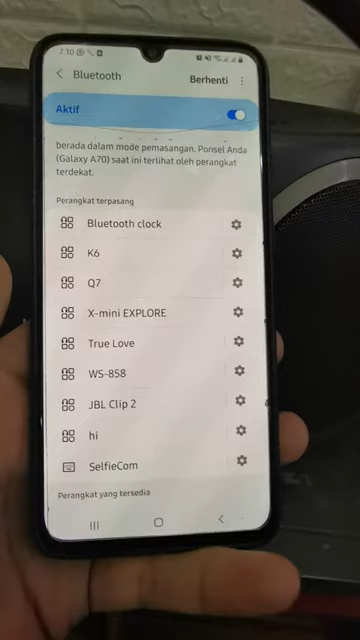 7.10
Bluetooth
Berhenti
Aktif
berada dalam mode pemasangan. Ponsel Anda
(Galaxy A70) saat ini terlihat oleh perangkat
terdekat.
Perangkat terpasang
Bluetooth clock
K6
Q7
X-mini EXPLORE
True Love
WS-858
JBL Clip 2
hi
SelfieCom
Perangkat yang tersedia